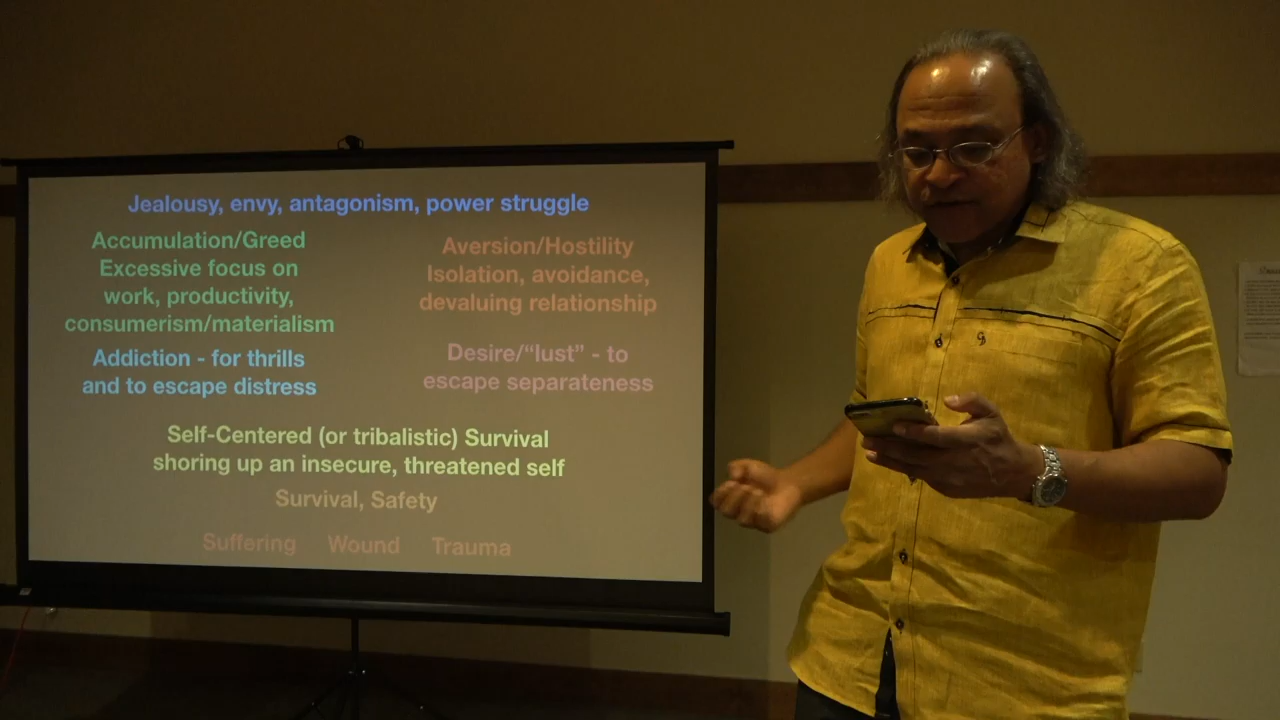 Jealousy, envy, antagonism, power struggle
Accumulation/Greed
Excessive focus on
work, productivity,
consumerism/materialism
Aversion/Hostility
Isolation, avoidance,
devaluing relationship
Addiction - for thrills
and to escape distress
Desire/“lust” - to
escape separateness
Self-Centered (or tribalistic) Survival
shoring up an insecure, threatened self
Survival, Safety
Suffering Wound Trauma